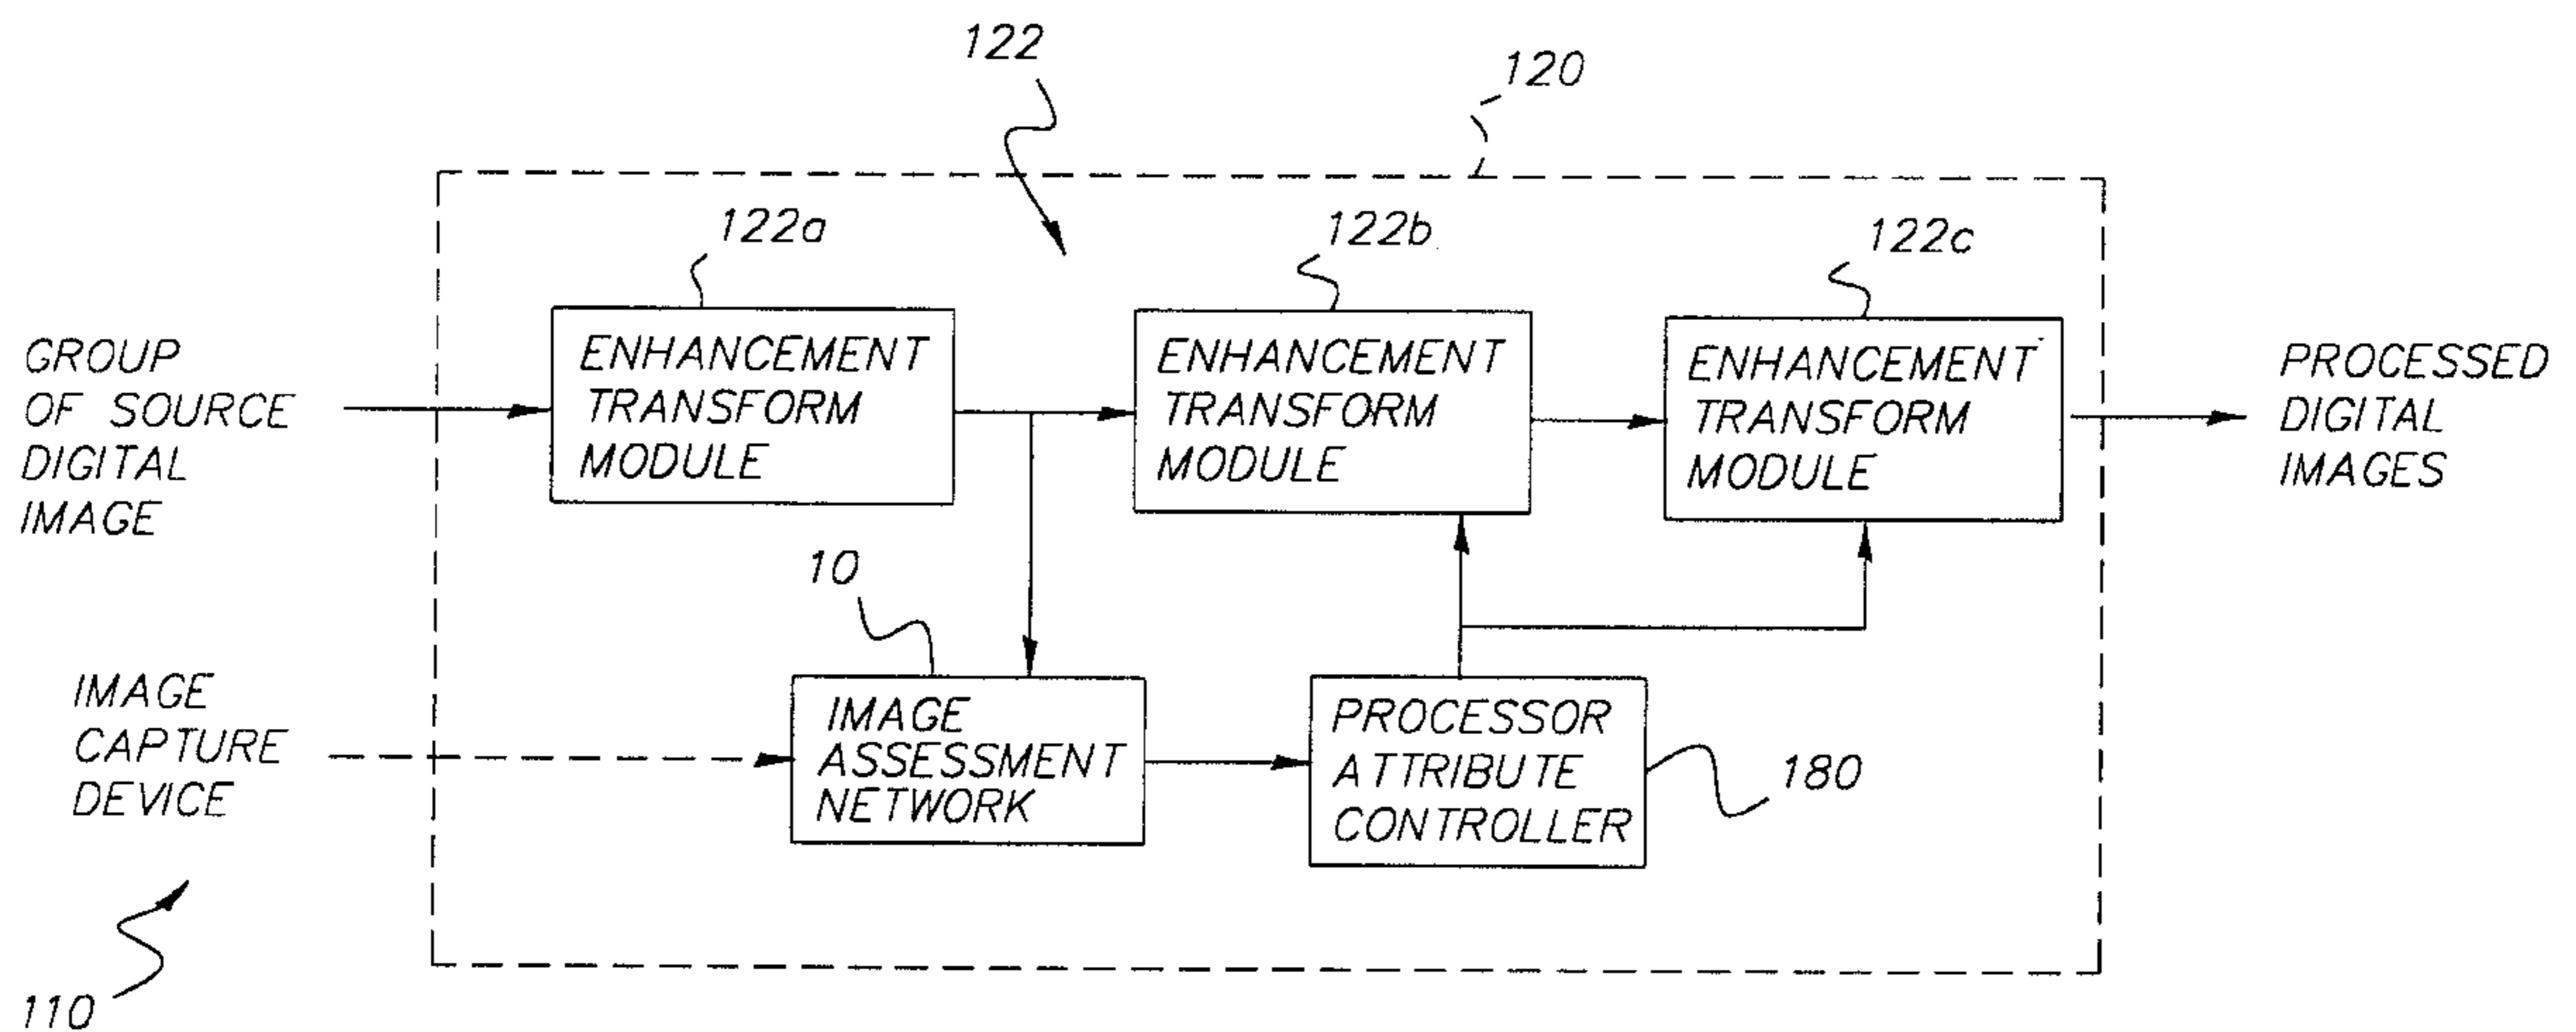 122
120
122a
122b
122c
GROUP
OF SOURCE
DIGITAL
IMAGE
ENHANCEMENT
TRANSFORM
MODULE
ENHANCEMENT
TRANSFORM
MODULE
ENHANCEMENT
TRANSFORM
MODULE
PROCESSED
DIGITAL
IMAGES
10
IMAGE
CAPTURE
DEVICE
IMAGE
ASSESSMENT
NETWORK
PROCESSOR
ATTRIBUTE
CONTROLLER
180
110